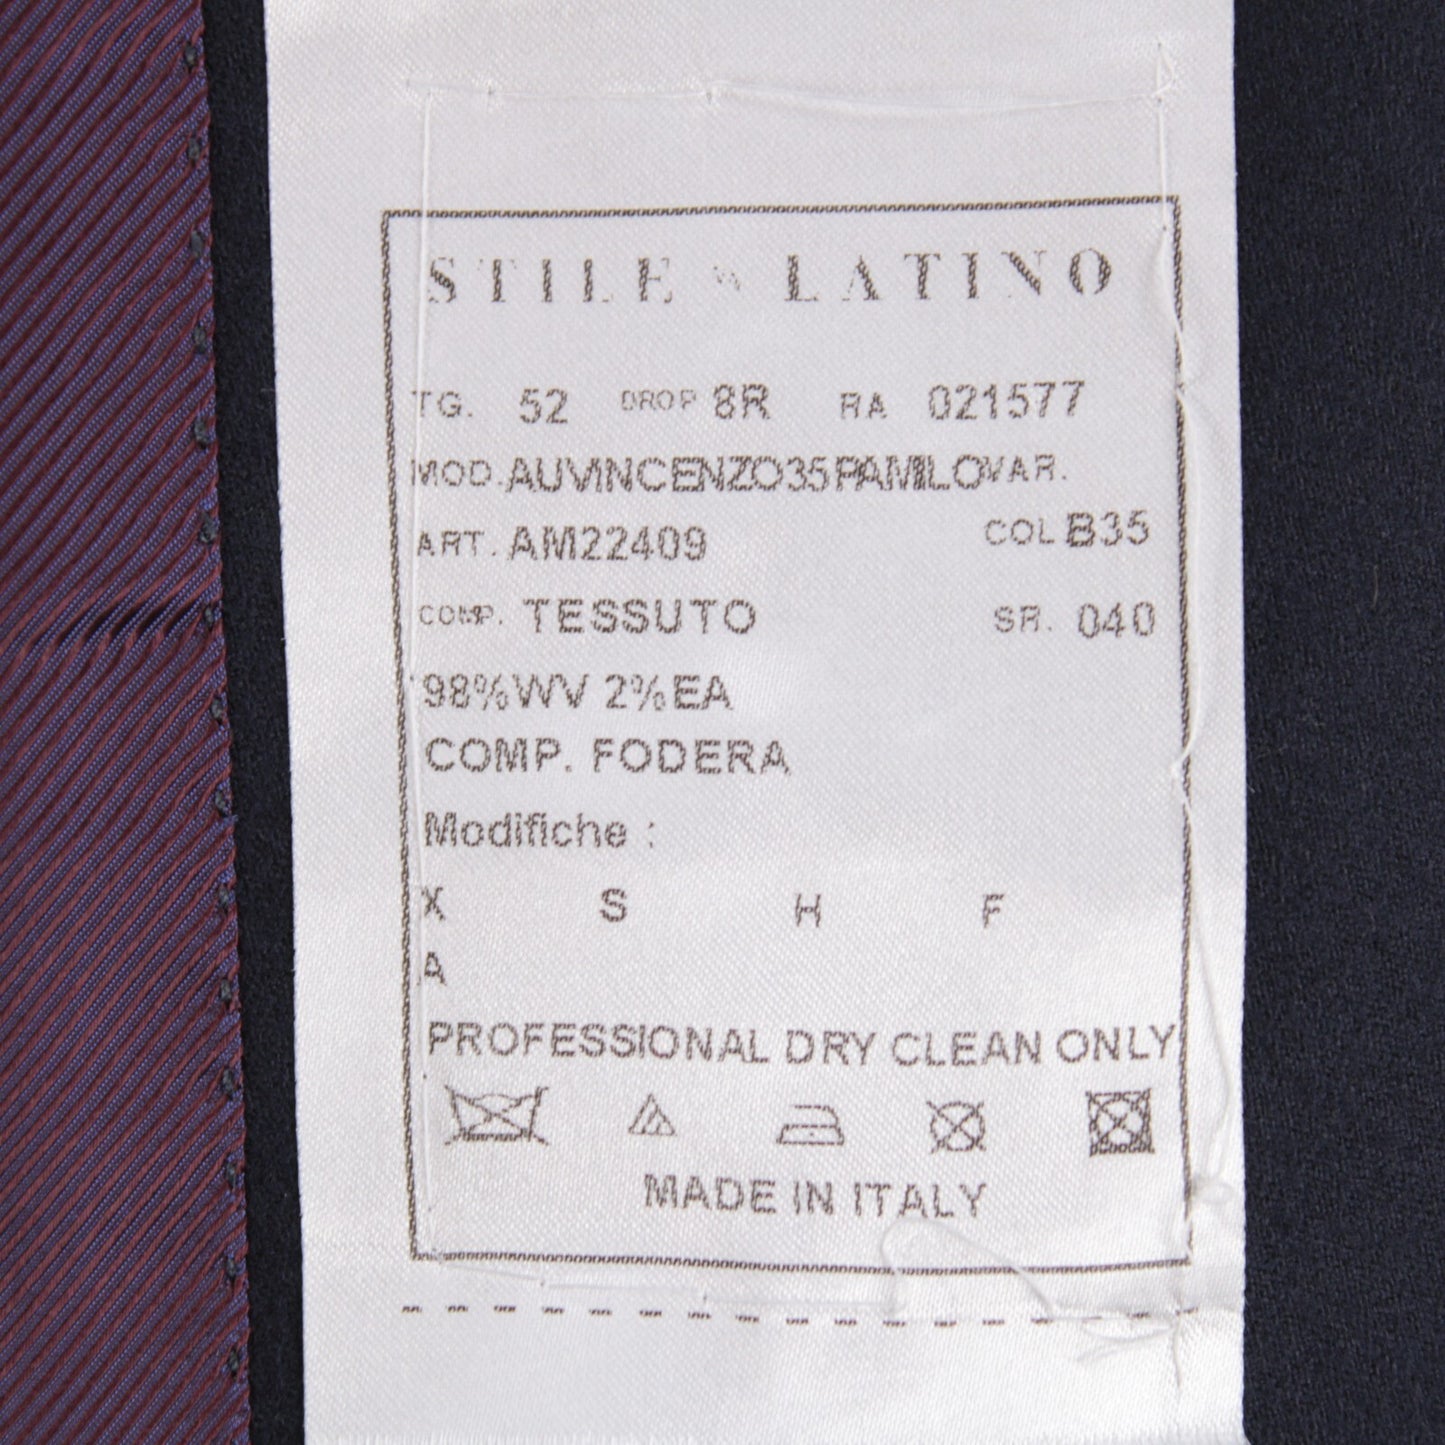 STILE LATINO
TG. 52 DROP 8R RA 021577
MOD. AUVINCENZO35PAMILO VAR.
ART. AM22409 COL B35
COMP. TESSUTO SR. 040
98%WV 2%EA
COMP. FODERA
Modifiche :
X S H F
A
PROFESSIONAL DRY CLEAN ONLY
MADE IN ITALY